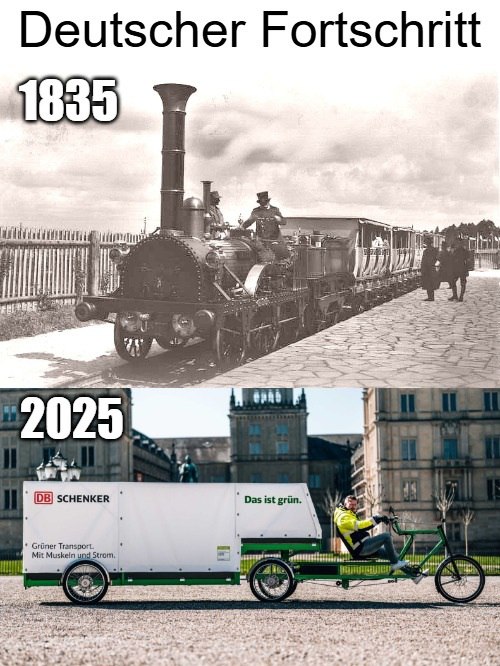 Deutscher Fortschritt
1835
2025
DB SCHENKER
Das ist grün.
Grüner Transport.
Mit Muskeln und Strom.